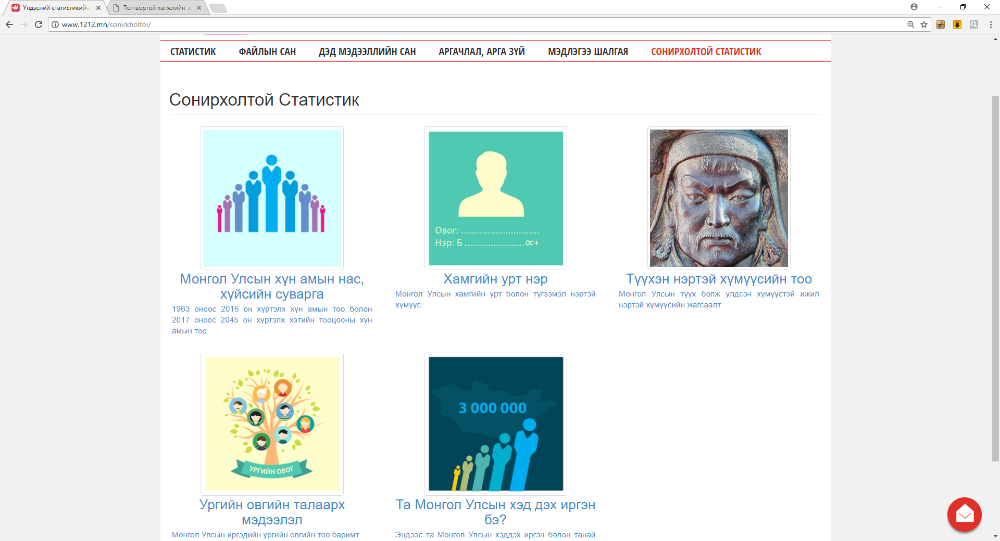 Үндэсний статистикийн
Тогтвортой хөгжлийн зо
www.1212.mn/sonirkholtoi/
СТАТИСТИК ФАЙЛЫН САН ДЭД МЭДЭЭЛЛИЙН САН АРГАЧЛАЛ, АРГА ЗҮЙ МЭДЛЭГЭЭ ШАЛГАЯ СОНИРХОЛТОЙ СТАТИСТИК
Сонирхолтой Статистик
Монгол Улсын хүн амын нас,
хүйсийн суварга
1963 оноос 2016 он хүртэлх хүн амын тоо болон
2017 оноос 2045 он хүртэлх хэтийн тооцооны хүн
амын тоо.
Овог: ..............................
Нэр: Б .......................∞+
Хамгийн урт нэр
Монгол Улсын хамгийн урт болон түгээмэл нэртэй
хүмүүс
Түүхэн нэртэй хүмүүсийн тоо
Монгол Улсын түүх болж үлдсэн хүмүүстэй ижил
нэртэй хүмүүсийн жагсаалт
УРГИЙН ОВОГ
Ургийн овгийн талаарх
мэдээлэл
Монгол Улсын иргэдийн ургийн овгийн тоо баримт.
3 000 000
Та Монгол Улсын хэд дэх иргэн
бэ?
Эндээс та Монгол Улсын хэддэх иргэн болон танай